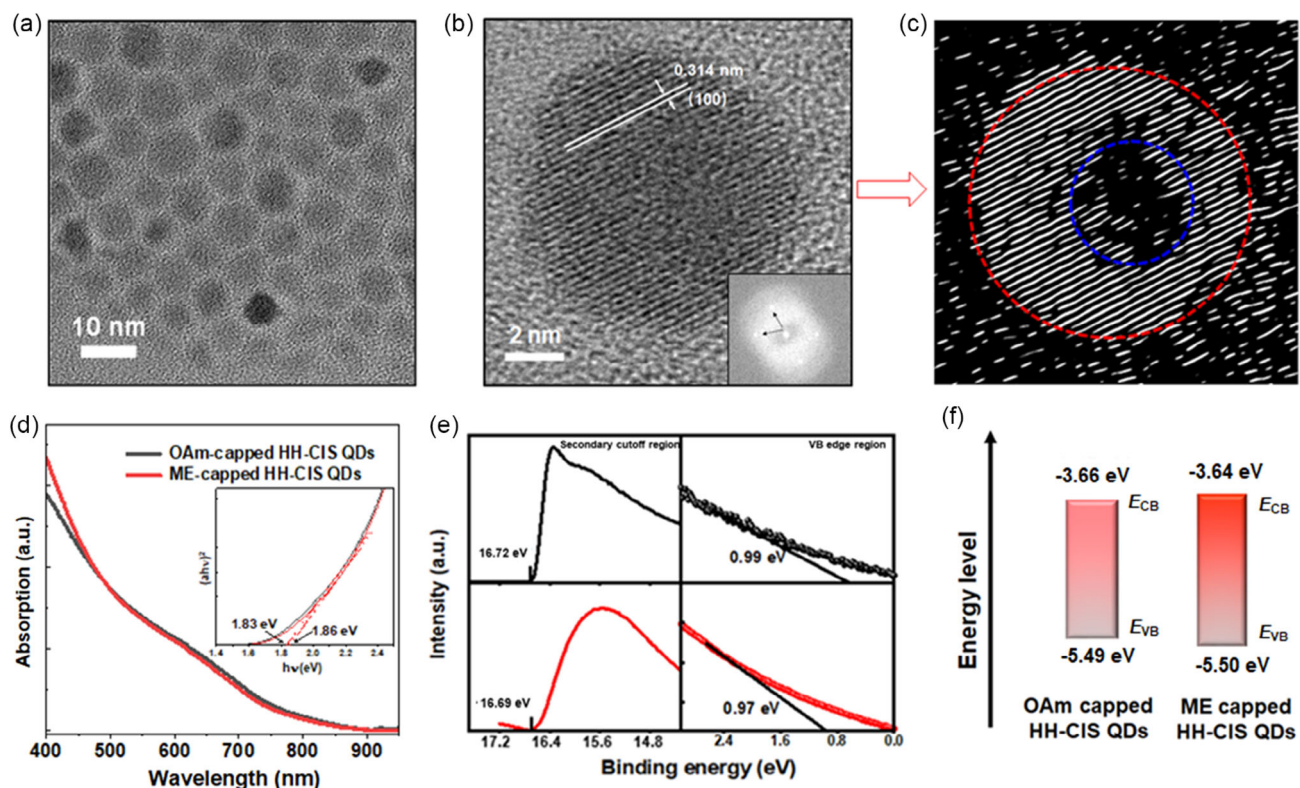 (a)
10 nm
(b)
0.314 nm
(100)
2 nm
(c)
(d)
OAm-capped HH-CIS QDs
ME-capped HH-CIS QDs
Absorption (a.u.)
400 500 600 700 800 900
Wavelength (nm)
(ahν)²
1.83 eV
1.86 eV
1.4 1.6 1.8 2.0 2.2 2.4
hν(eV)
(e)
Secondary cutoff region
VB edge region
16.72 eV
0.99 eV
16.69 eV
0.97 eV
Intensity (a.u.)
17.2 16.4 15.6 14.8 2.4 1.6 0.8 0.0
Binding energy (eV)
(f)
Energy level
-3.66 eV
-3.64 eV
ECB
ECB
EVB
EVB
-5.49 eV
-5.50 eV
OAm capped
HH-CIS QDs
ME capped
HH-CIS QDs